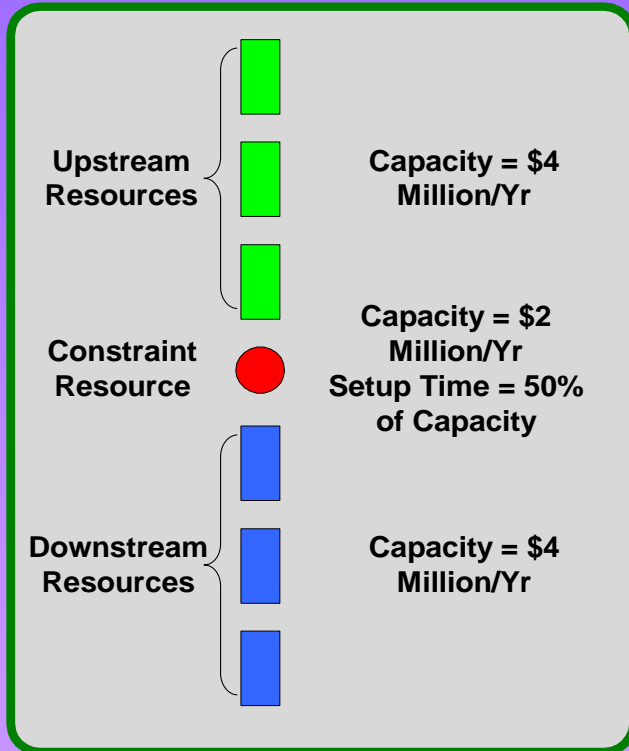 Upstream
Resources
Capacity = $4
Million/Yr
Constraint
Resource
Capacity = $2
Million/Yr
Setup Time = 50%
of Capacity
Downstream
Resources
Capacity = $4
Million/Yr